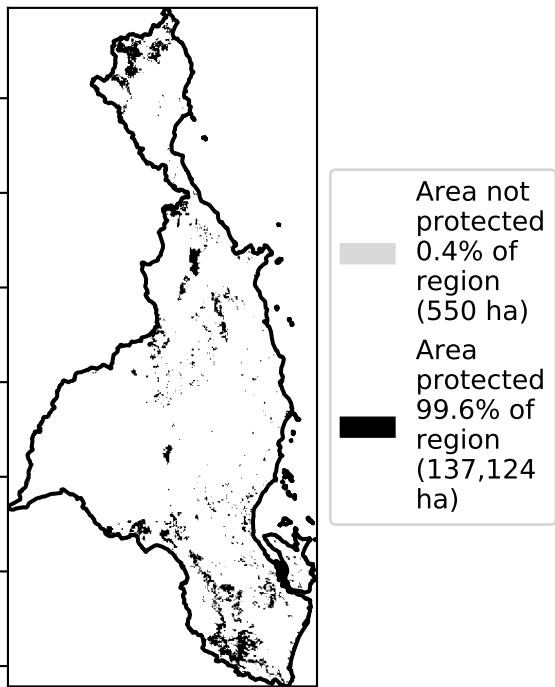 Area not
protected
0.4% of
region
(550 ha)
Area
protected
99.6% of
region
(137,124
ha)